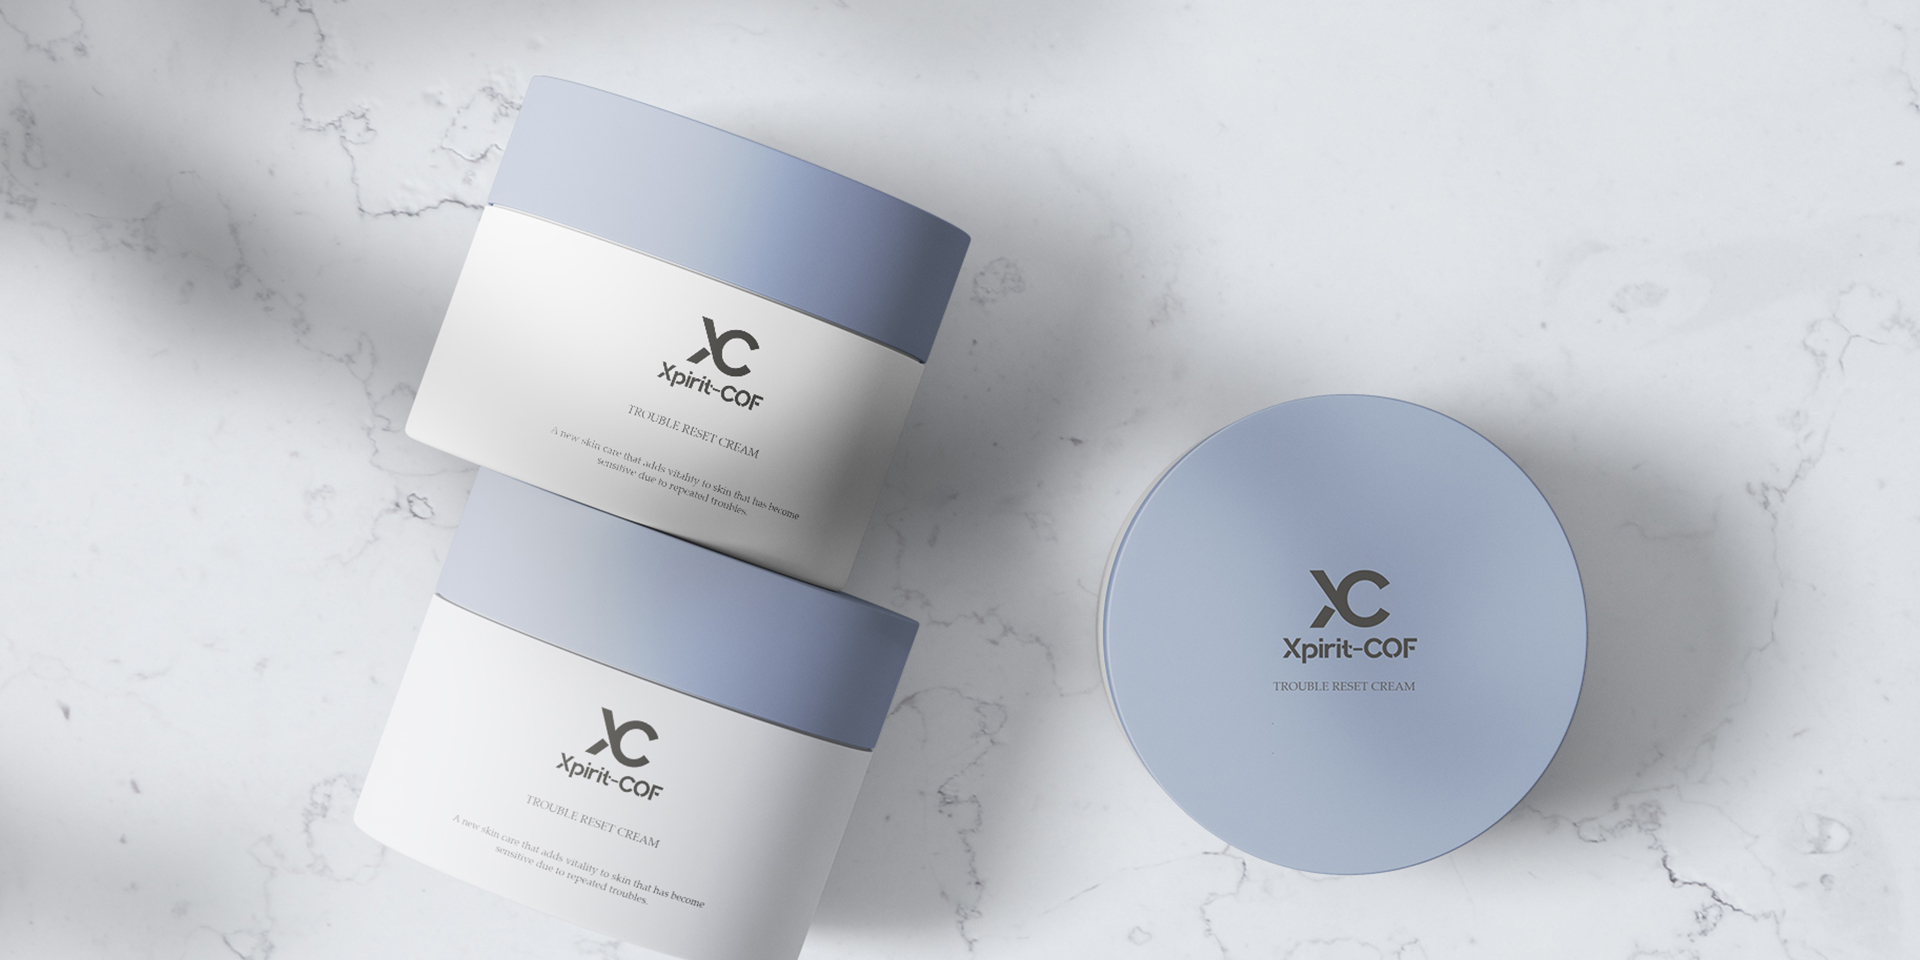 XC
Xpirit-COF
TROUBLE RESET CREAM
A new skin care that adds vitality to skin that has become
sensitive due to repeated troubles.
XC
Xpirit-COF
TROUBLE RESET CREAM
A new skin care that adds vitality to skin that has become
sensitive due to repeated troubles.
XC
Xpirit-COF
TROUBLE RESET CREAM